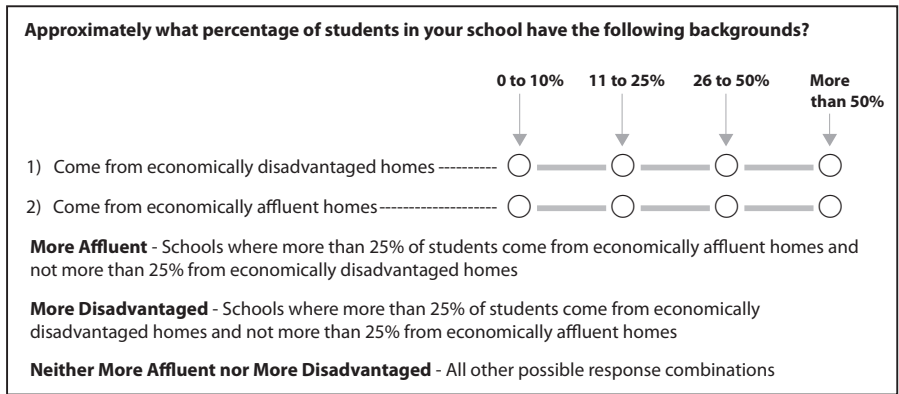 Approximately what percentage of students in your school have the following backgrounds?
0 to 10% 11 to 25% 26 to 50% More
than 50%
1) Come from economically disadvantaged homes ----------
2) Come from economically affluent homes--------------------
More Affluent - Schools where more than 25% of students come from economically affluent homes and
not more than 25% from economically disadvantaged homes
More Disadvantaged - Schools where more than 25% of students come from economically
disadvantaged homes and not more than 25% from economically affluent homes
Neither More Affluent nor More Disadvantaged - All other possible response combinations